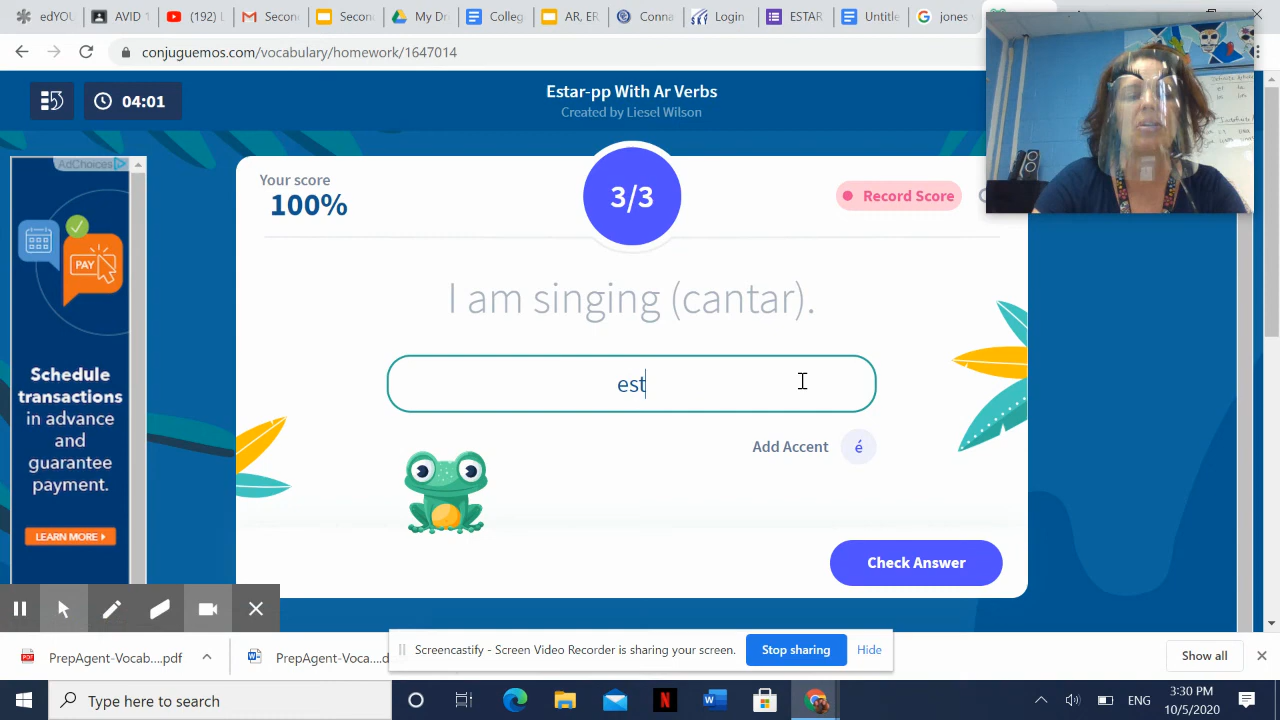 edYOU
AVID
(192)
Senor
Secon
My Dr
Colleg
AR ER
Conna
Login
ESTAR
Untitle
jones
conjuguemos.com/vocabulary/homework/1647014
04:01
Estar-pp With Ar Verbs
Created by Liesel Wilson
AdChoices
Your score
100%
3/3
Record Score
PAY
I am singing (cantar).
est
Schedule
transactions
in advance
and
guarantee
payment.
LEARN MORE
Add Accent é
Check Answer
PrepAgent-Vocab....pdf
PrepAgent-Voca....d
Screencastify - Screen Video Recorder is sharing your screen.
Stop sharing
Hide
Show all
Type here to search
ENG
3:30 PM
10/5/2020